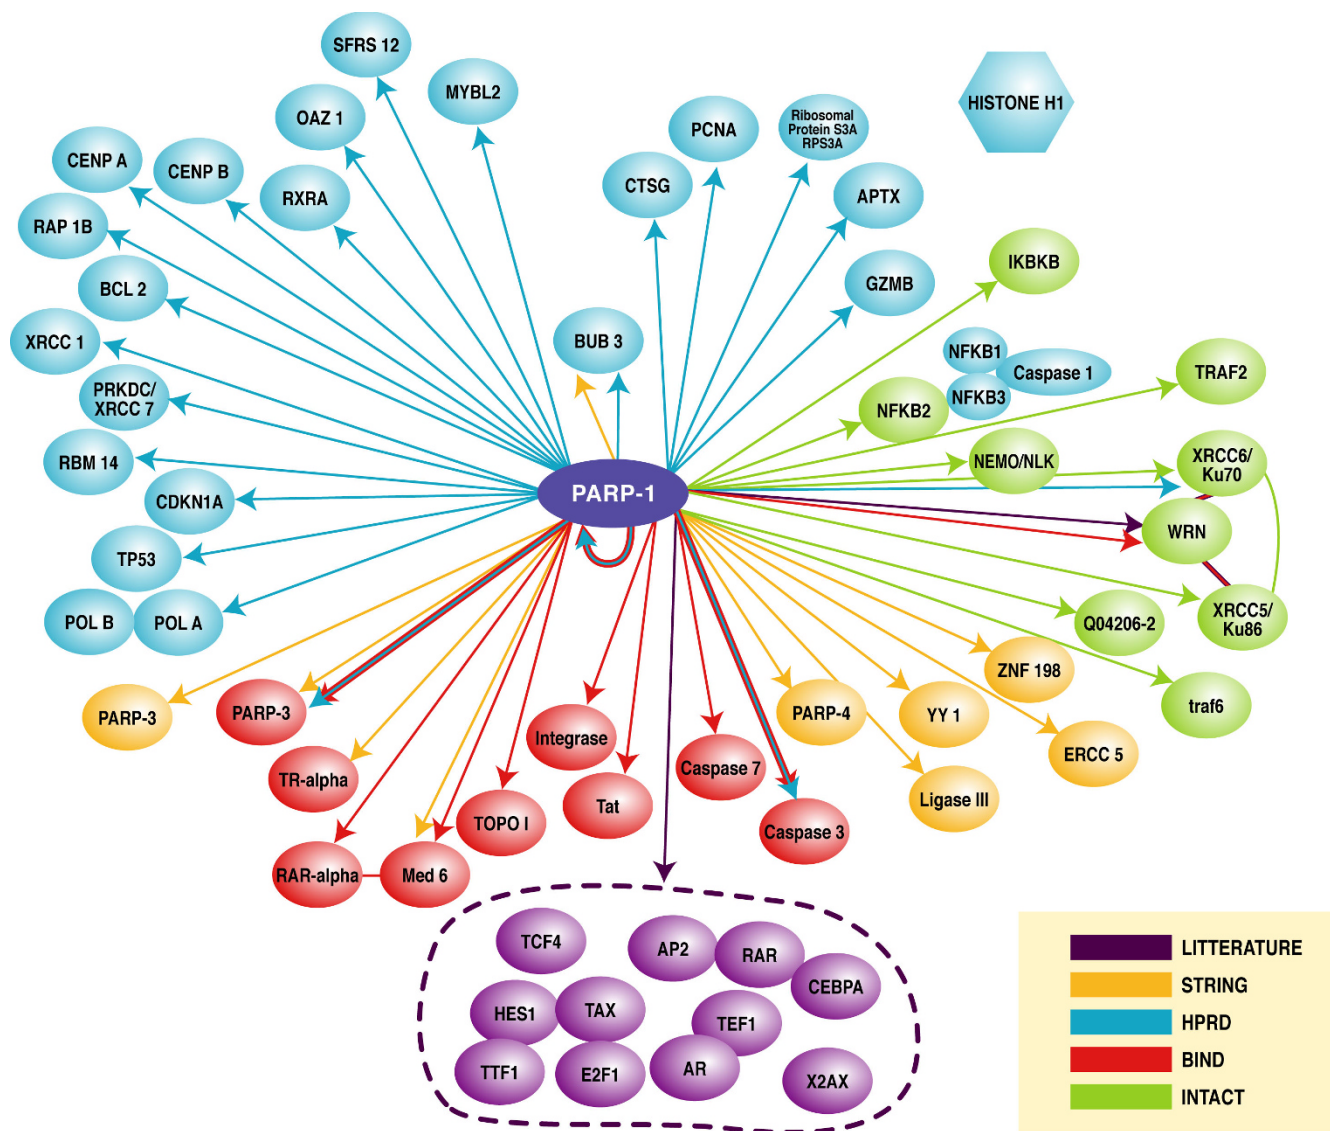 SFRS 12
MYBL2
OAZ 1
CENP A
CENP B
RXRA
RAP 1B
BCL 2
XRCC 1
PRKDC/
XRCC 7
RBM 14
CDKN1A
TP53
POL B
POL A
PCNA
Ribosomal
Protein S3A
RPS3A
HISTONE H1
CTSG
APTX
GZMB
BUB 3
IKBKB
NFKB1
Caspase 1
NFKB3
NFKB2
TRAF2
NEMO/NLK
XRCC6/
Ku70
PARP-1
WRN
XRCC5/
Ku86
Q04206-2
ZNF 198
traf6
PARP-3
PARP-3
TR-alpha
RAR-alpha
Med 6
TOPO I
Integrase
Tat
Caspase 7
Caspase 3
PARP-4
YY 1
Ligase III
ERCC 5
TCF4
AP2
RAR
CEBPA
HES1
TAX
TEF1
TTF1
E2F1
AR
X2AX
LITTERATURE
STRING
HPRD
BIND
INTACT